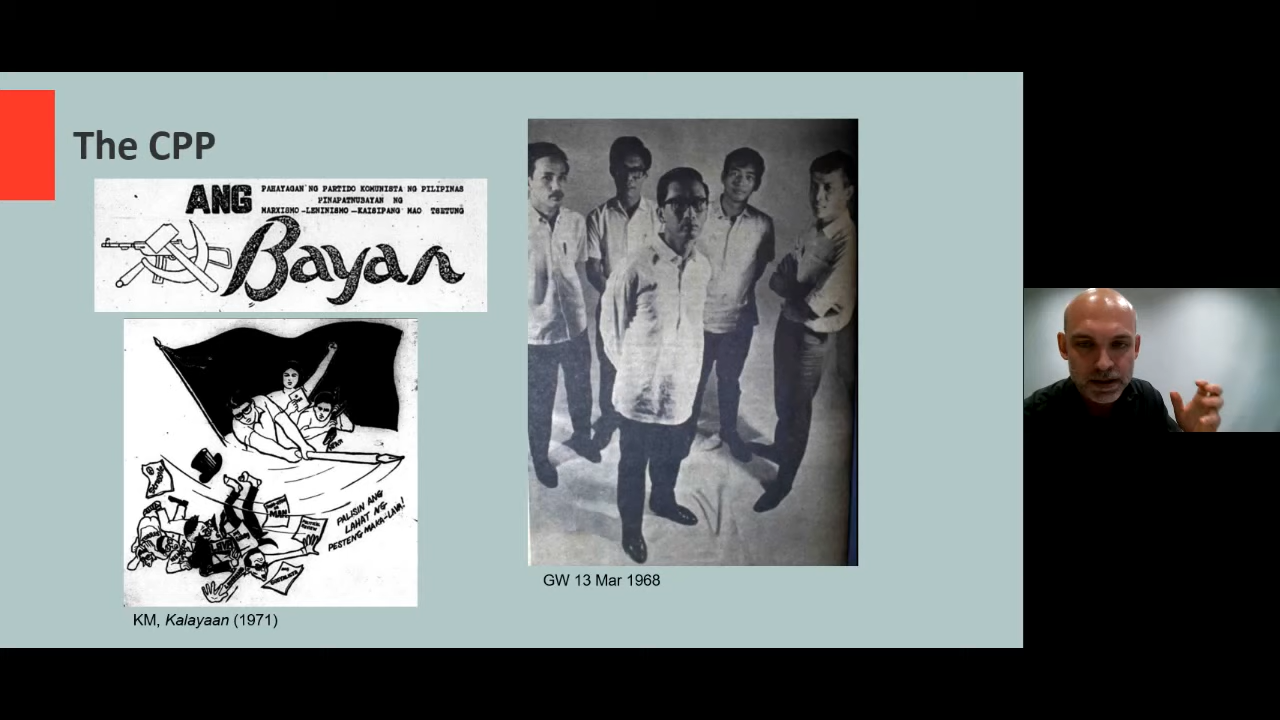 The CPP
ANG
PAHAYAGAN NG PARTIDO KOMUNISTA NG PILIPINAS
PINAPATNUBAYAN NG
MARXISMO-LENINISMO-KAISIPANG MAO TSETUNG
Bayan
PALISIN ANG
LAHAT NG
PESTENG MAKA-LAVA!
KM, Kalayaan (1971)
GW 13 Mar 1968